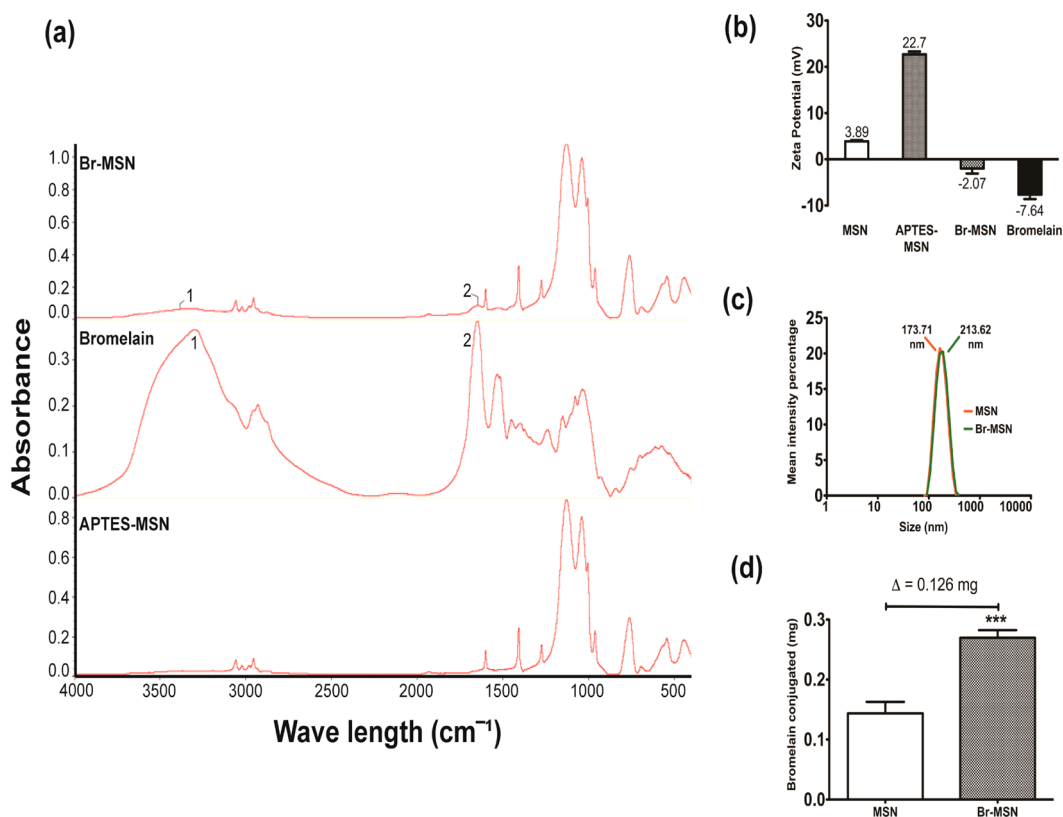 (a)
Br-MSN
1.0
0.8
0.6
0.4
0.2
0.0
1
2
Bromelain
0.3
0.2
0.1
0.0
1
2
APTES-MSN
0.8
0.6
0.4
0.2
0.0
4000
3500
3000
2500
2000
1500
1000
500
Absorbance
Wave length (cm⁻¹)
(b)
Zeta Potential (mV)
30
20
10
0
-10
3.89
22.7
-2.07
-7.64
MSN
APTES-
MSN
Br-MSN
Bromelain
(c)
Mean intensity percentage
25
20
15
10
5
0
173.71
nm
213.62
nm
MSN
Br-MSN
1
10
100
1000
10000
Size (nm)
(d)
Δ = 0.126 mg
***
Bromelain conjugated (mg)
0.3
0.2
0.1
0.0
MSN
Br-MSN